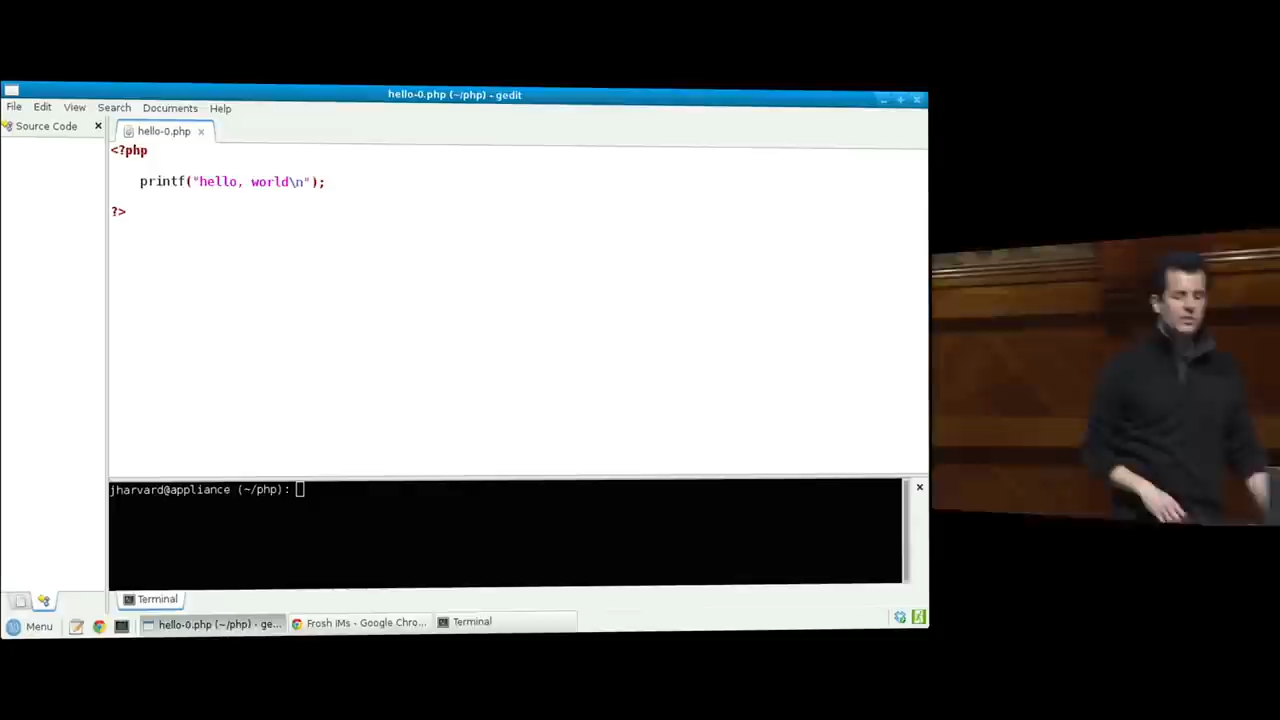 hello-0.php (~/php) - gedit
File Edit View Search Documents Help
Source Code
hello-0.php
<?php
printf("hello, world\n");
?>
jharvard@appliance (~/php):
Terminal
Menu
hello-0.php (~/php) - ge...
Frosh IMs - Google Chro...
Terminal